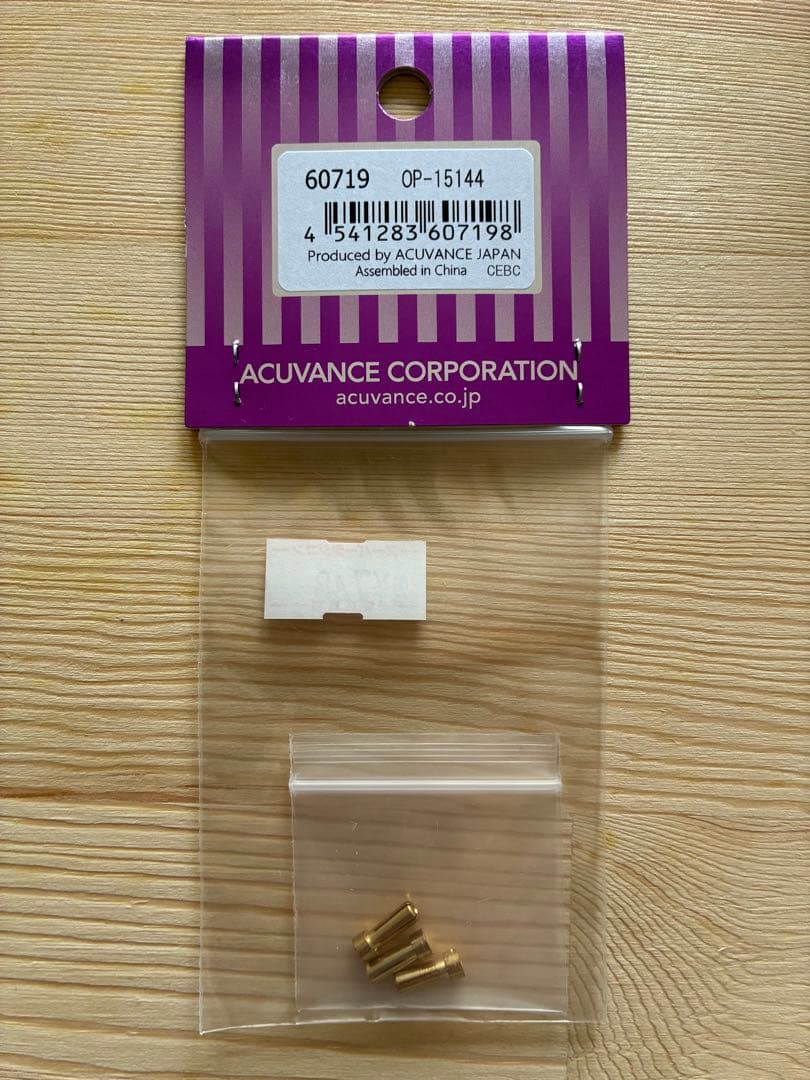 60719 OP-15144
4 541283 607198
Produced by ACUVANCE JAPAN
Assembled in China CEBC
ACUVANCE CORPORATION
acuvance.co.jp